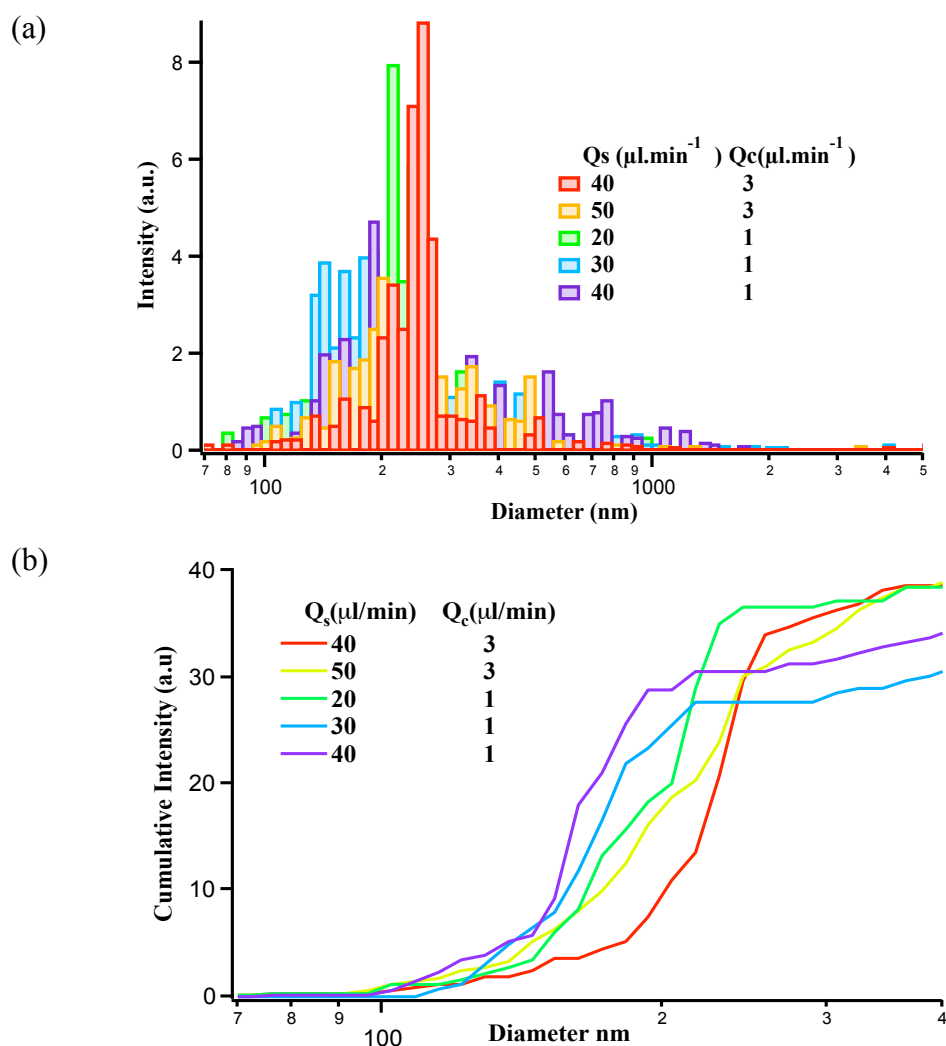 (a)
Intensity (a.u.)
8
6
4
2
0
Qs (µl.min⁻¹ ) Qc(µl.min⁻¹)
40 3
50 3
20 1
30 1
40 1
7 8 9 100 2 3 4 5 6 7 8 9 1000 2 3 4 5
Diameter (nm)
(b)
Cumulative Intensity (a.u)
40
30
20
10
0
Qₛ(µl/min) Q꜀(µl/min)
40 3
50 3
20 1
30 1
40 1
7 8 9 100 2 3 4
Diameter nm